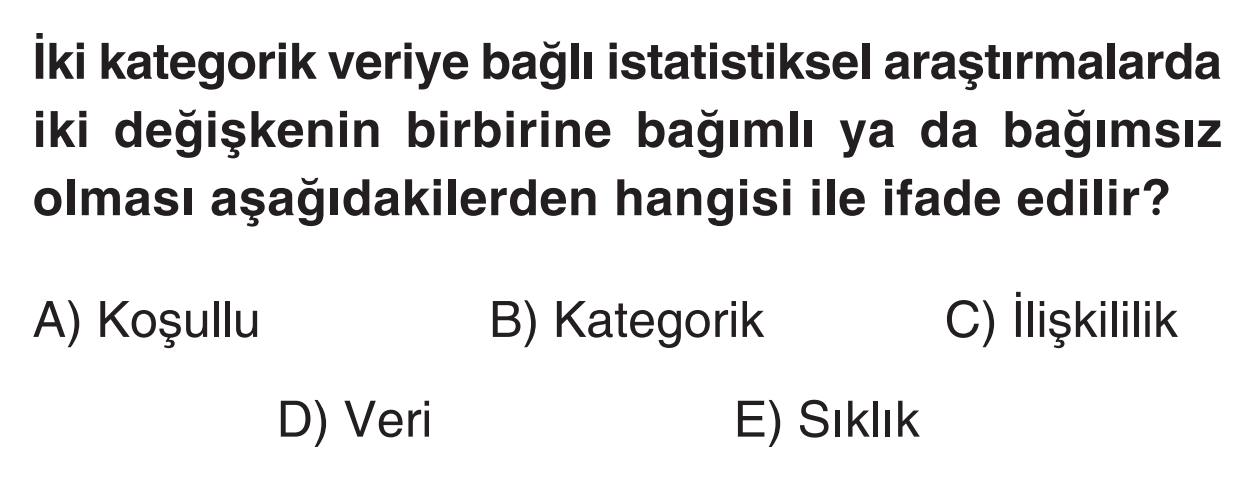 İki kategorik veriye bağlı istatistiksel araştırmalarda
iki değişkenin birbirine bağımlı ya da bağımsız
olması aşağıdakilerden hangisi ile ifade edilir?
A) Koşullu B) Kategorik C) İlişkililik
D) Veri E) Sıklık